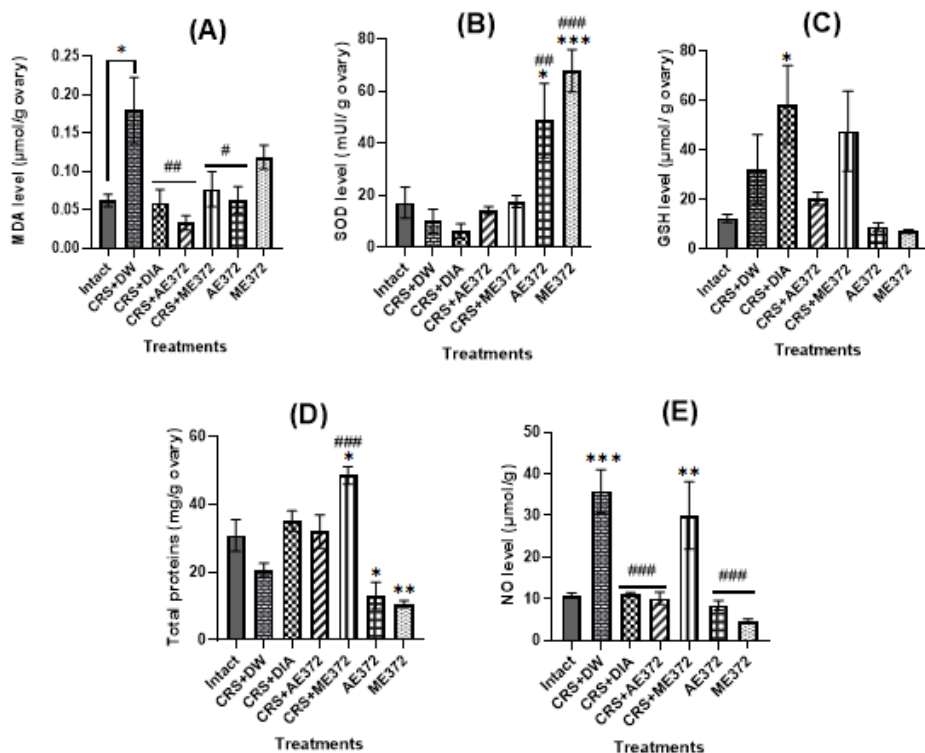 (A)
MDA level (µmol/g ovary)
0.25
0.20
0.15
0.10
0.05
0.00
*
##
#
Intact
CRS+DW
CRS+DIA
CRS+AE372
CRS+ME372
AE372
ME372
Treatments
(B)
SOD level (mUI/g ovary)
80
60
40
20
0
##
*
###
***
Intact
CRS+DW
CRS+DIA
CRS+AE372
CRS+ME372
AE372
ME372
Treatments
(C)
GSH level (µmol/ g ovary)
80
60
40
20
0
*
Intact
CRS+DW
CRS+DIA
CRS+AE372
CRS+ME372
AE372
ME372
Treatments
(D)
Total proteins (mg/g ovary)
60
40
20
0
###
*
*
**
Intact
CRS+DW
CRS+DIA
CRS+AE372
CRS+ME372
AE372
ME372
Treatments
(E)
NO level (µmol/g)
50
40
30
20
10
0
***
###
**
###
Intact
CRS+DW
CRS+DIA
CRS+AE372
CRS+ME372
AE372
ME372
Treatments